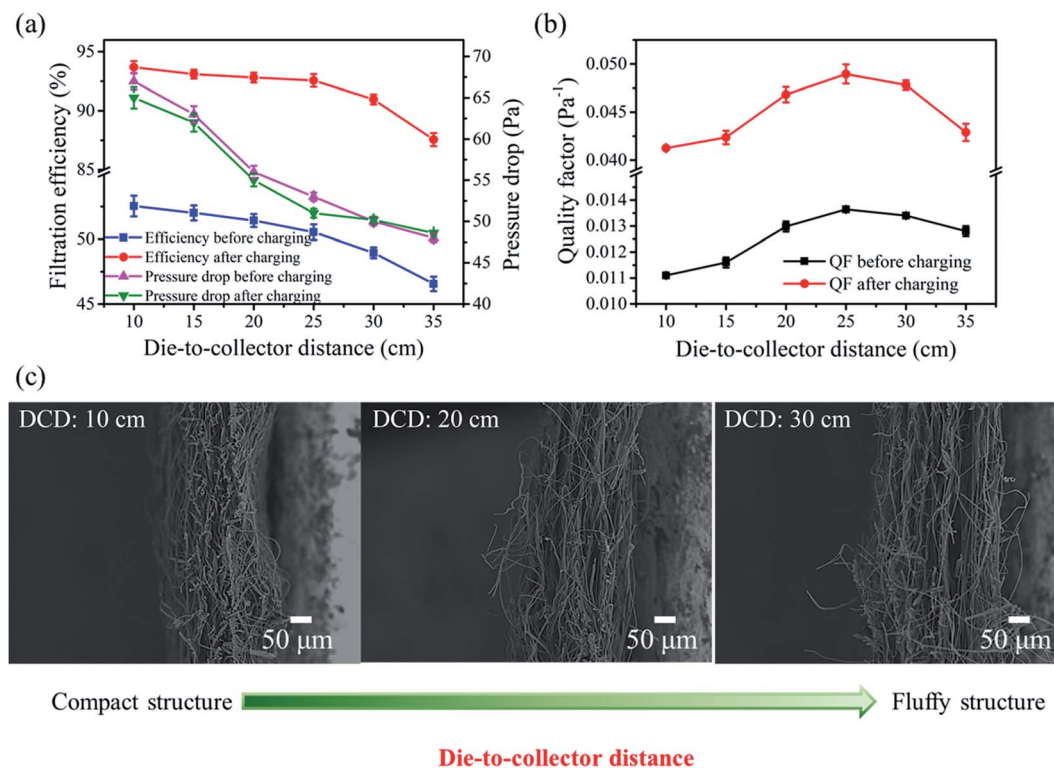 (a)
Filtration efficiency (%)
95
90
85
50
45
Pressure drop (Pa)
70
65
60
55
50
45
40
Efficiency before charging
Efficiency after charging
Pressure drop before charging
Pressure drop after charging
10 15 20 25 30 35
Die-to-collector distance (cm)
(b)
Quality factor (Pa⁻¹)
0.050
0.045
0.040
0.014
0.013
0.012
0.011
0.010
QF before charging
QF after charging
10 15 20 25 30 35
Die-to-collector distance (cm)
(c)
DCD: 10 cm
50 μm
DCD: 20 cm
50 μm
DCD: 30 cm
50 μm
Compact structure
Fluffy structure
Die-to-collector distance